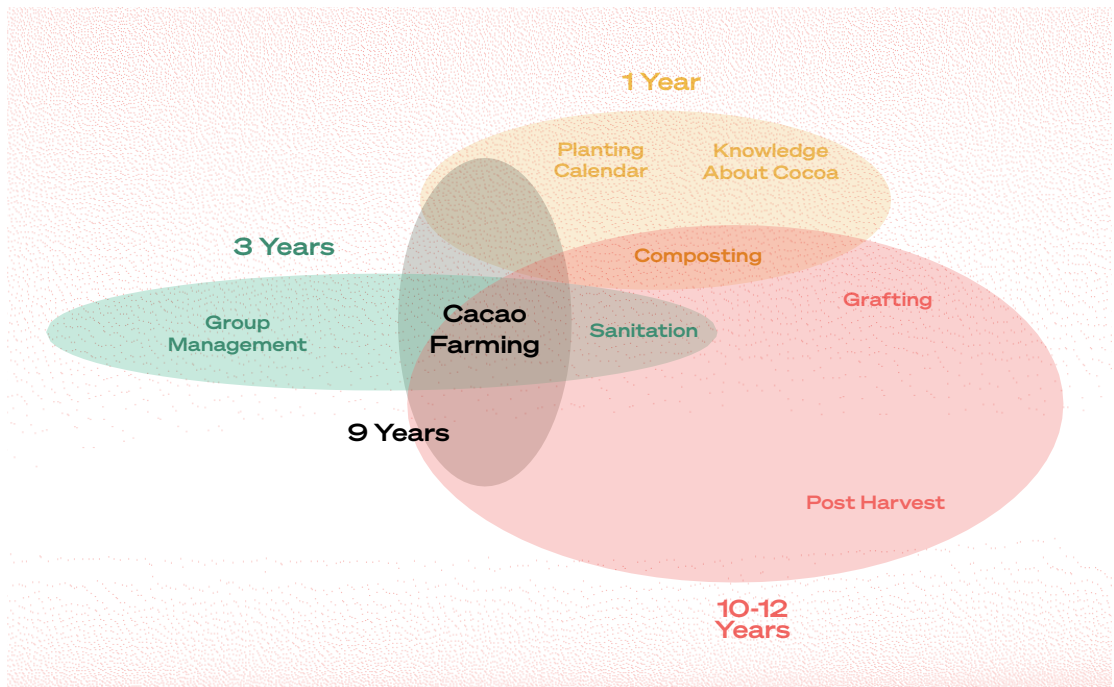 1 Year
Planting
Calendar
Knowledge
About Cocoa
3 Years
Composting
Grafting
Group
Management
Cacao
Farming
Sanitation
9 Years
Post Harvest
10-12
Years